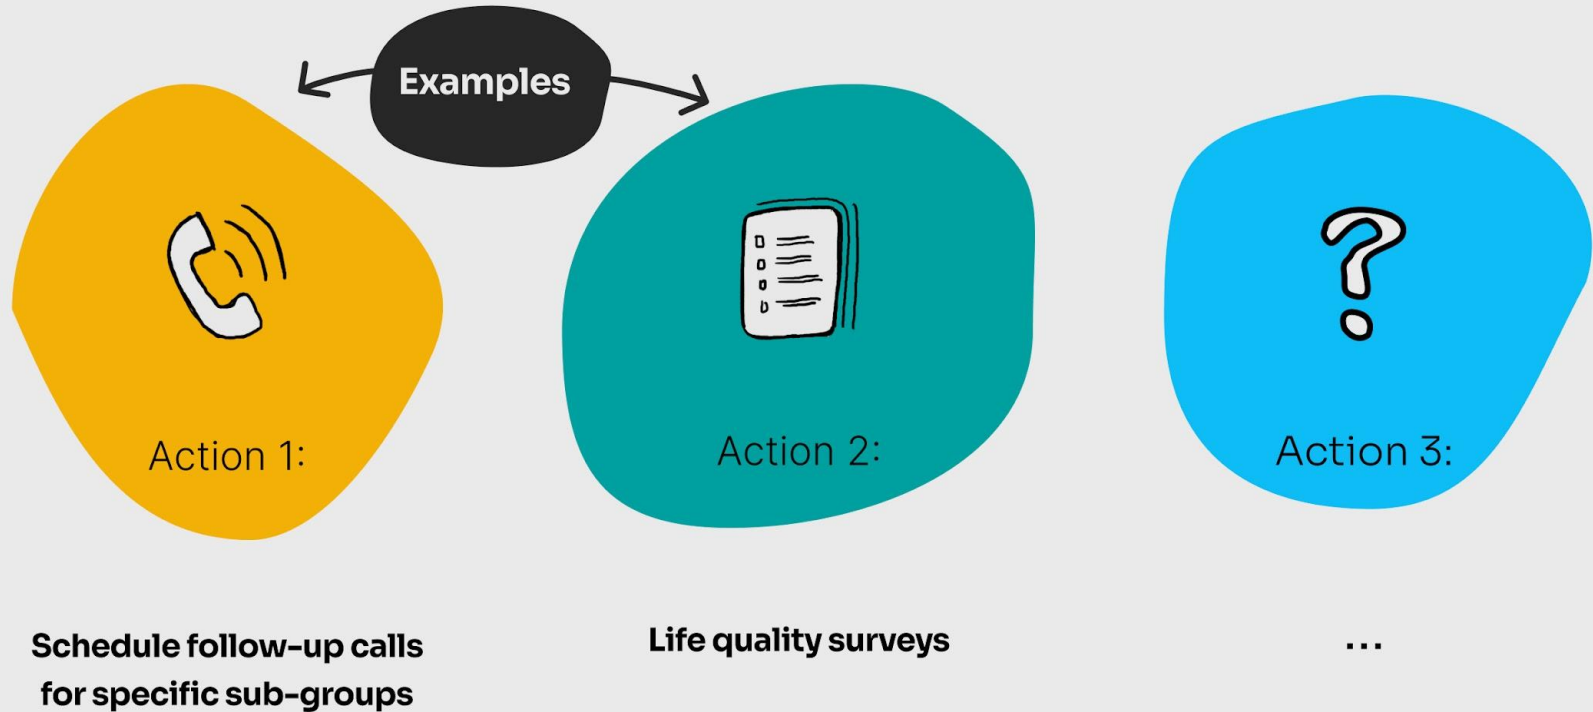 Examples
Action 1:
Action 2:
Action 3:
Schedule follow-up calls
for specific sub-groups
Life quality surveys
...